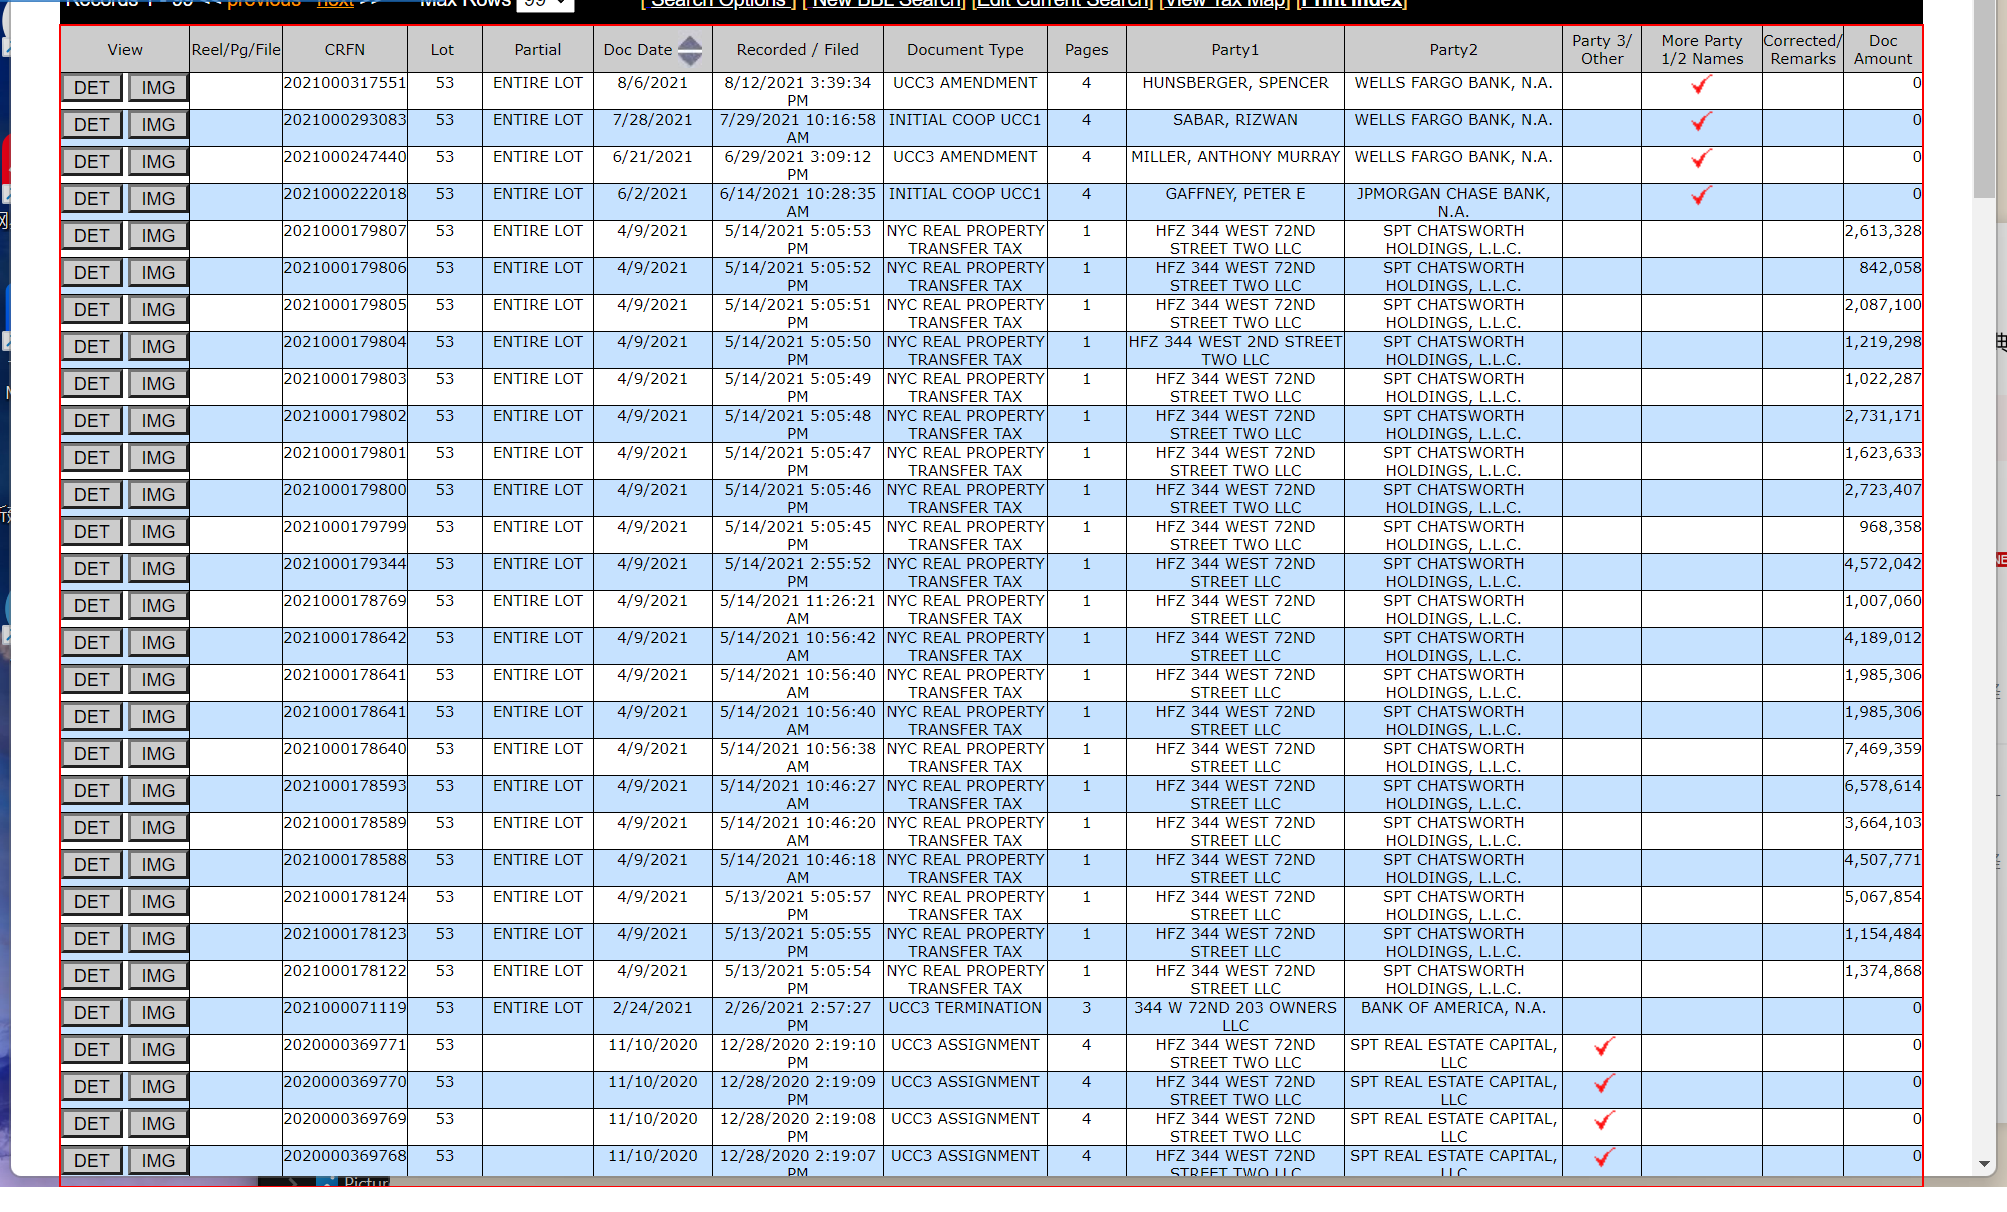 Records 1 - 99 << previous next >> Max Rows 99 [ Search Options ] [ New BBL Search] [Edit Current Search] [View Tax Map] [Print Index]
View Reel/Pg/File CRFN Lot Partial Doc Date Recorded / Filed Document Type Pages Party1 Party2 Party 3/ Other More Party 1/2 Names Corrected/ Remarks Doc Amount
DET IMG 2021000317551 53 ENTIRE LOT 8/6/2021 8/12/2021 3:39:34 PM UCC3 AMENDMENT 4 HUNSBERGER, SPENCER WELLS FARGO BANK, N.A. 0
DET IMG 2021000293083 53 ENTIRE LOT 7/28/2021 7/29/2021 10:16:58 AM INITIAL COOP UCC1 4 SABAR, RIZWAN WELLS FARGO BANK, N.A. 0
DET IMG 2021000247440 53 ENTIRE LOT 6/21/2021 6/29/2021 3:09:12 PM UCC3 AMENDMENT 4 MILLER, ANTHONY MURRAY WELLS FARGO BANK, N.A. 0
DET IMG 2021000222018 53 ENTIRE LOT 6/2/2021 6/14/2021 10:28:35 AM INITIAL COOP UCC1 4 GAFFNEY, PETER E JPMORGAN CHASE BANK, N.A. 0
DET IMG 2021000179807 53 ENTIRE LOT 4/9/2021 5/14/2021 5:05:53 PM NYC REAL PROPERTY TRANSFER TAX 1 HFZ 344 WEST 72ND STREET TWO LLC SPT CHATSWORTH HOLDINGS, L.L.C. 2,613,328
DET IMG 2021000179806 53 ENTIRE LOT 4/9/2021 5/14/2021 5:05:52 PM NYC REAL PROPERTY TRANSFER TAX 1 HFZ 344 WEST 72ND STREET TWO LLC SPT CHATSWORTH HOLDINGS, L.L.C. 842,058
DET IMG 2021000179805 53 ENTIRE LOT 4/9/2021 5/14/2021 5:05:51 PM NYC REAL PROPERTY TRANSFER TAX 1 HFZ 344 WEST 72ND STREET TWO LLC SPT CHATSWORTH HOLDINGS, L.L.C. 2,087,100
DET IMG 2021000179804 53 ENTIRE LOT 4/9/2021 5/14/2021 5:05:50 PM NYC REAL PROPERTY TRANSFER TAX 1 HFZ 344 WEST 2ND STREET TWO LLC SPT CHATSWORTH HOLDINGS, L.L.C. 1,219,298
DET IMG 2021000179803 53 ENTIRE LOT 4/9/2021 5/14/2021 5:05:49 PM NYC REAL PROPERTY TRANSFER TAX 1 HFZ 344 WEST 72ND STREET TWO LLC SPT CHATSWORTH HOLDINGS, L.L.C. 1,022,287
DET IMG 2021000179802 53 ENTIRE LOT 4/9/2021 5/14/2021 5:05:48 PM NYC REAL PROPERTY TRANSFER TAX 1 HFZ 344 WEST 72ND STREET TWO LLC SPT CHATSWORTH HOLDINGS, L.L.C. 2,731,171
DET IMG 2021000179801 53 ENTIRE LOT 4/9/2021 5/14/2021 5:05:47 PM NYC REAL PROPERTY TRANSFER TAX 1 HFZ 344 WEST 72ND STREET TWO LLC SPT CHATSWORTH HOLDINGS, L.L.C. 1,623,633
DET IMG 2021000179800 53 ENTIRE LOT 4/9/2021 5/14/2021 5:05:46 PM NYC REAL PROPERTY TRANSFER TAX 1 HFZ 344 WEST 72ND STREET TWO LLC SPT CHATSWORTH HOLDINGS, L.L.C. 2,723,407
DET IMG 2021000179799 53 ENTIRE LOT 4/9/2021 5/14/2021 5:05:45 PM NYC REAL PROPERTY TRANSFER TAX 1 HFZ 344 WEST 72ND STREET TWO LLC SPT CHATSWORTH HOLDINGS, L.L.C. 968,358
DET IMG 2021000179344 53 ENTIRE LOT 4/9/2021 5/14/2021 2:55:52 PM NYC REAL PROPERTY TRANSFER TAX 1 HFZ 344 WEST 72ND STREET LLC SPT CHATSWORTH HOLDINGS, L.L.C. 4,572,042
DET IMG 2021000178769 53 ENTIRE LOT 4/9/2021 5/14/2021 11:26:21 AM NYC REAL PROPERTY TRANSFER TAX 1 HFZ 344 WEST 72ND STREET LLC SPT CHATSWORTH HOLDINGS, L.L.C. 1,007,060
DET IMG 2021000178642 53 ENTIRE LOT 4/9/2021 5/14/2021 10:56:42 AM NYC REAL PROPERTY TRANSFER TAX 1 HFZ 344 WEST 72ND STREET LLC SPT CHATSWORTH HOLDINGS, L.L.C. 4,189,012
DET IMG 2021000178641 53 ENTIRE LOT 4/9/2021 5/14/2021 10:56:40 AM NYC REAL PROPERTY TRANSFER TAX 1 HFZ 344 WEST 72ND STREET LLC SPT CHATSWORTH HOLDINGS, L.L.C. 1,985,306
DET IMG 2021000178641 53 ENTIRE LOT 4/9/2021 5/14/2021 10:56:40 AM NYC REAL PROPERTY TRANSFER TAX 1 HFZ 344 WEST 72ND STREET LLC SPT CHATSWORTH HOLDINGS, L.L.C. 1,985,306
DET IMG 2021000178640 53 ENTIRE LOT 4/9/2021 5/14/2021 10:56:38 AM NYC REAL PROPERTY TRANSFER TAX 1 HFZ 344 WEST 72ND STREET LLC SPT CHATSWORTH HOLDINGS, L.L.C. 7,469,359
DET IMG 2021000178593 53 ENTIRE LOT 4/9/2021 5/14/2021 10:46:27 AM NYC REAL PROPERTY TRANSFER TAX 1 HFZ 344 WEST 72ND STREET LLC SPT CHATSWORTH HOLDINGS, L.L.C. 6,578,614
DET IMG 2021000178589 53 ENTIRE LOT 4/9/2021 5/14/2021 10:46:20 AM NYC REAL PROPERTY TRANSFER TAX 1 HFZ 344 WEST 72ND STREET LLC SPT CHATSWORTH HOLDINGS, L.L.C. 3,664,103
DET IMG 2021000178588 53 ENTIRE LOT 4/9/2021 5/14/2021 10:46:18 AM NYC REAL PROPERTY TRANSFER TAX 1 HFZ 344 WEST 72ND STREET LLC SPT CHATSWORTH HOLDINGS, L.L.C. 4,507,771
DET IMG 2021000178124 53 ENTIRE LOT 4/9/2021 5/13/2021 5:05:57 PM NYC REAL PROPERTY TRANSFER TAX 1 HFZ 344 WEST 72ND STREET LLC SPT CHATSWORTH HOLDINGS, L.L.C. 5,067,854
DET IMG 2021000178123 53 ENTIRE LOT 4/9/2021 5/13/2021 5:05:55 PM NYC REAL PROPERTY TRANSFER TAX 1 HFZ 344 WEST 72ND STREET LLC SPT CHATSWORTH HOLDINGS, L.L.C. 1,154,484
DET IMG 2021000178122 53 ENTIRE LOT 4/9/2021 5/13/2021 5:05:54 PM NYC REAL PROPERTY TRANSFER TAX 1 HFZ 344 WEST 72ND STREET LLC SPT CHATSWORTH HOLDINGS, L.L.C. 1,374,868
DET IMG 2021000071119 53 ENTIRE LOT 2/24/2021 2/26/2021 2:57:27 PM UCC3 TERMINATION 3 344 W 72ND 203 OWNERS LLC BANK OF AMERICA, N.A. 0
DET IMG 2020000369771 53 11/10/2020 12/28/2020 2:19:10 PM UCC3 ASSIGNMENT 4 HFZ 344 WEST 72ND STREET TWO LLC SPT REAL ESTATE CAPITAL, LLC 0
DET IMG 2020000369770 53 11/10/2020 12/28/2020 2:19:09 PM UCC3 ASSIGNMENT 4 HFZ 344 WEST 72ND STREET TWO LLC SPT REAL ESTATE CAPITAL, LLC 0
DET IMG 2020000369769 53 11/10/2020 12/28/2020 2:19:08 PM UCC3 ASSIGNMENT 4 HFZ 344 WEST 72ND STREET TWO LLC SPT REAL ESTATE CAPITAL, LLC 0
DET IMG 2020000369768 53 11/10/2020 12/28/2020 2:19:07 PM UCC3 ASSIGNMENT 4 HFZ 344 WEST 72ND STREET TWO LLC SPT REAL ESTATE CAPITAL, LLC 0
Pictur